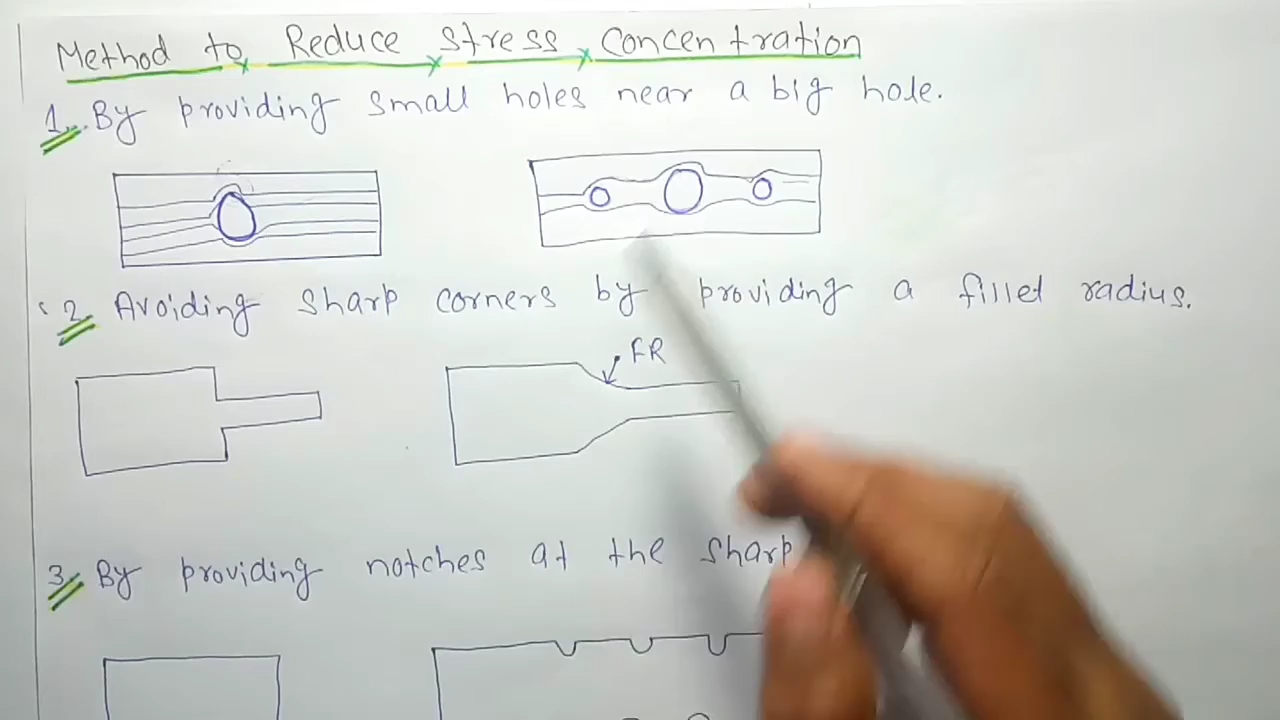 Method to Reduce Stress Concentration
1. By providing small holes near a big hole.
2. Avoiding sharp corners by providing a fillet radius.
FR
3. By providing notches at the sharp